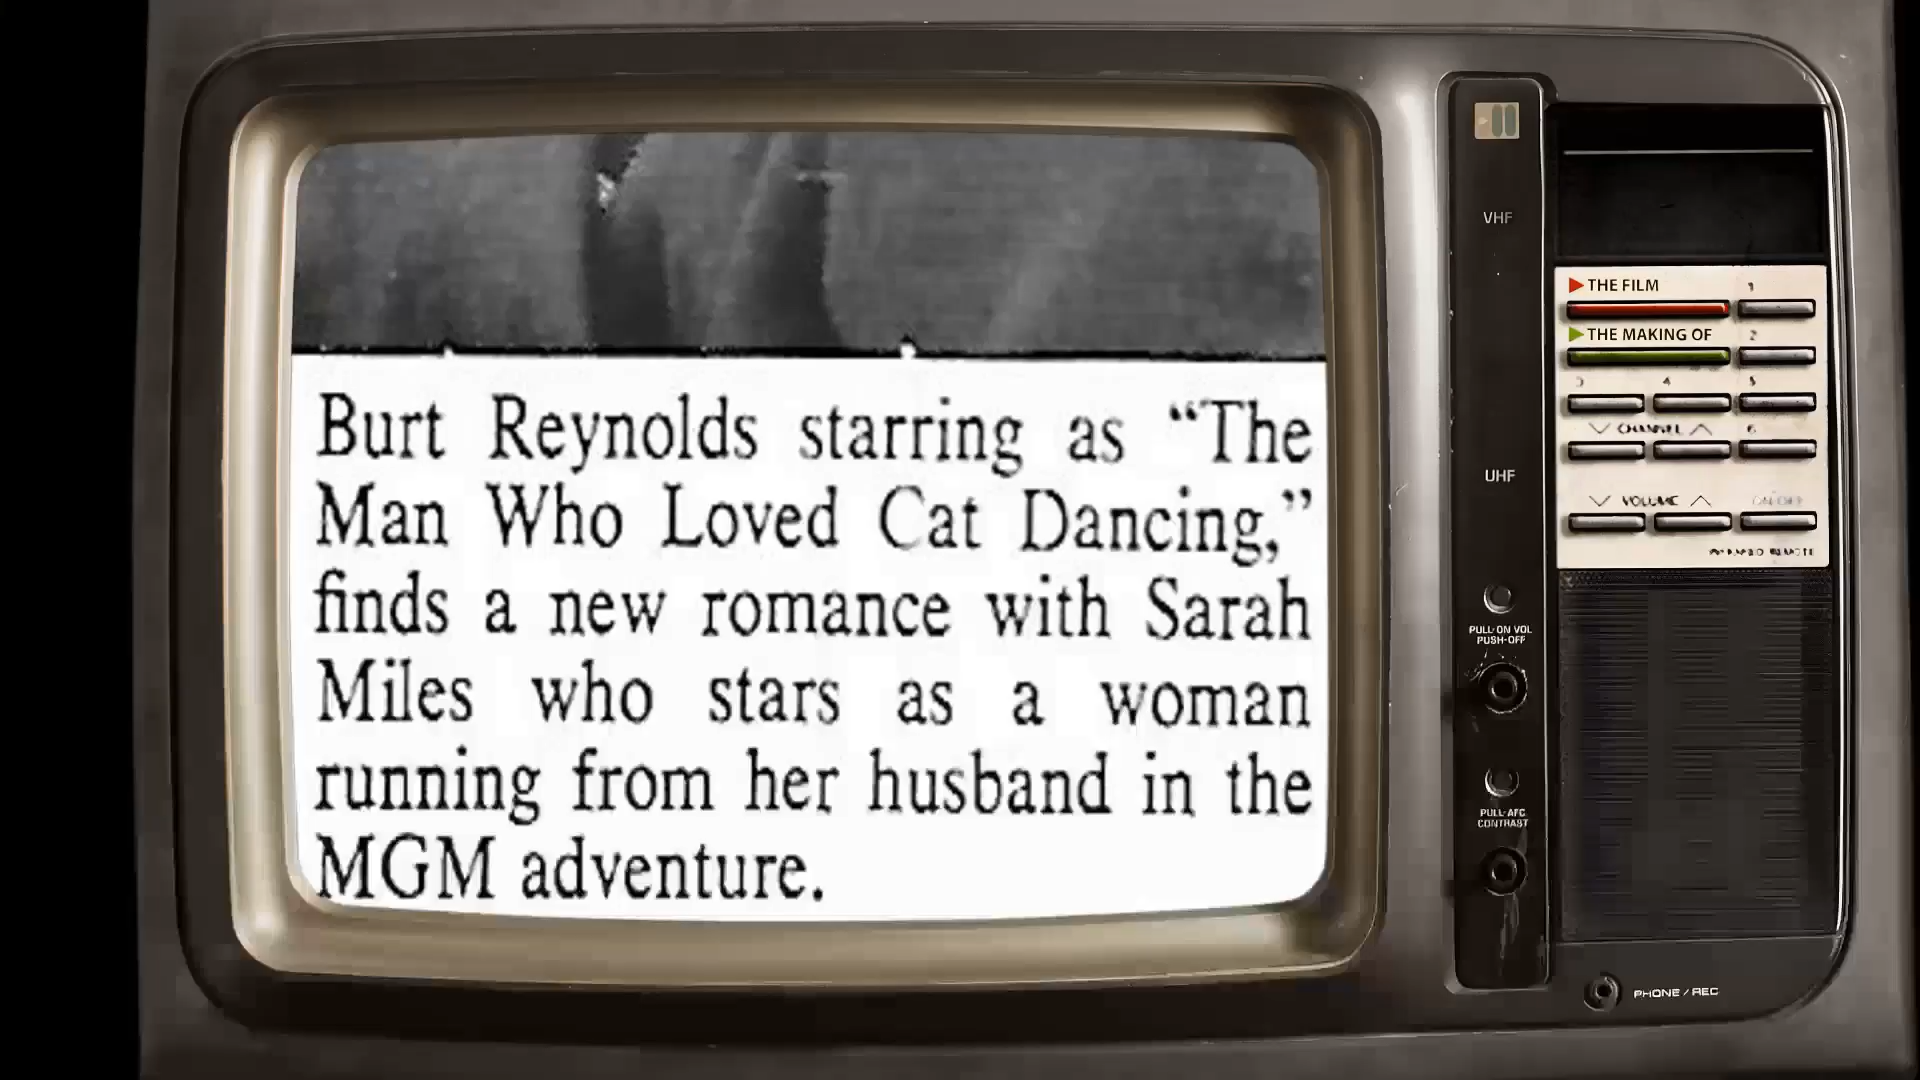 Burt Reynolds starring as “The
Man Who Loved Cat Dancing,”
finds a new romance with Sarah
Miles who stars as a woman
running from her husband in the
MGM adventure.
VHF
UHF
PULL-ON VOL
PUSH-OFF
PULL-AFC
CONTRAST
THE FILM 1
THE MAKING OF 2
3 4 5
CHANNEL 6
VOLUME
PHONE / REC